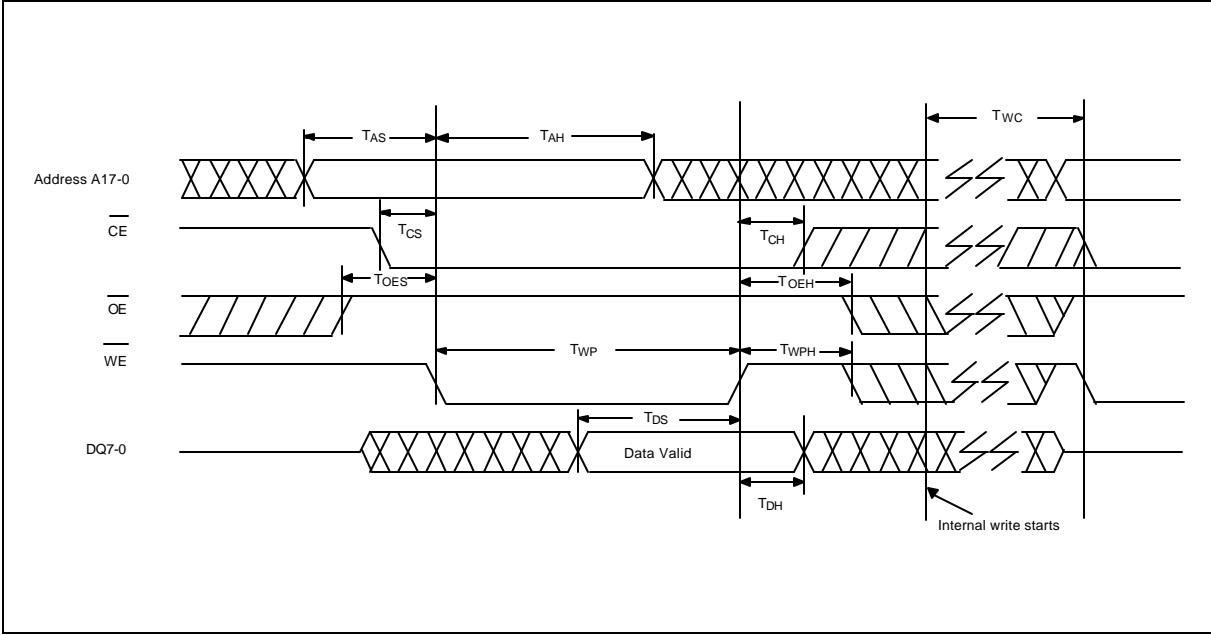 TWC
TAS
TAH
Address A17-0
CE
TCS
TCH
TOES
TOEH
OE
WE
TWP
TWPH
TDS
DQ7-0
Data Valid
TDH
Internal write starts